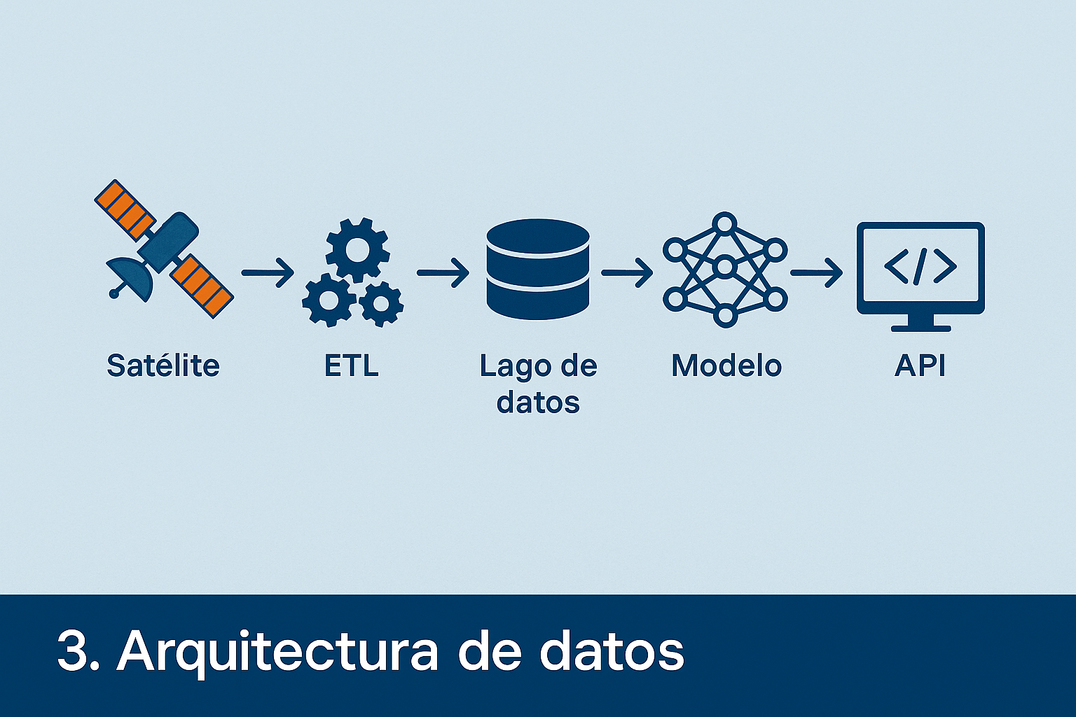 Satélite
ETL
Lago de
datos
Modelo
</>
API
3. Arquitectura de datos